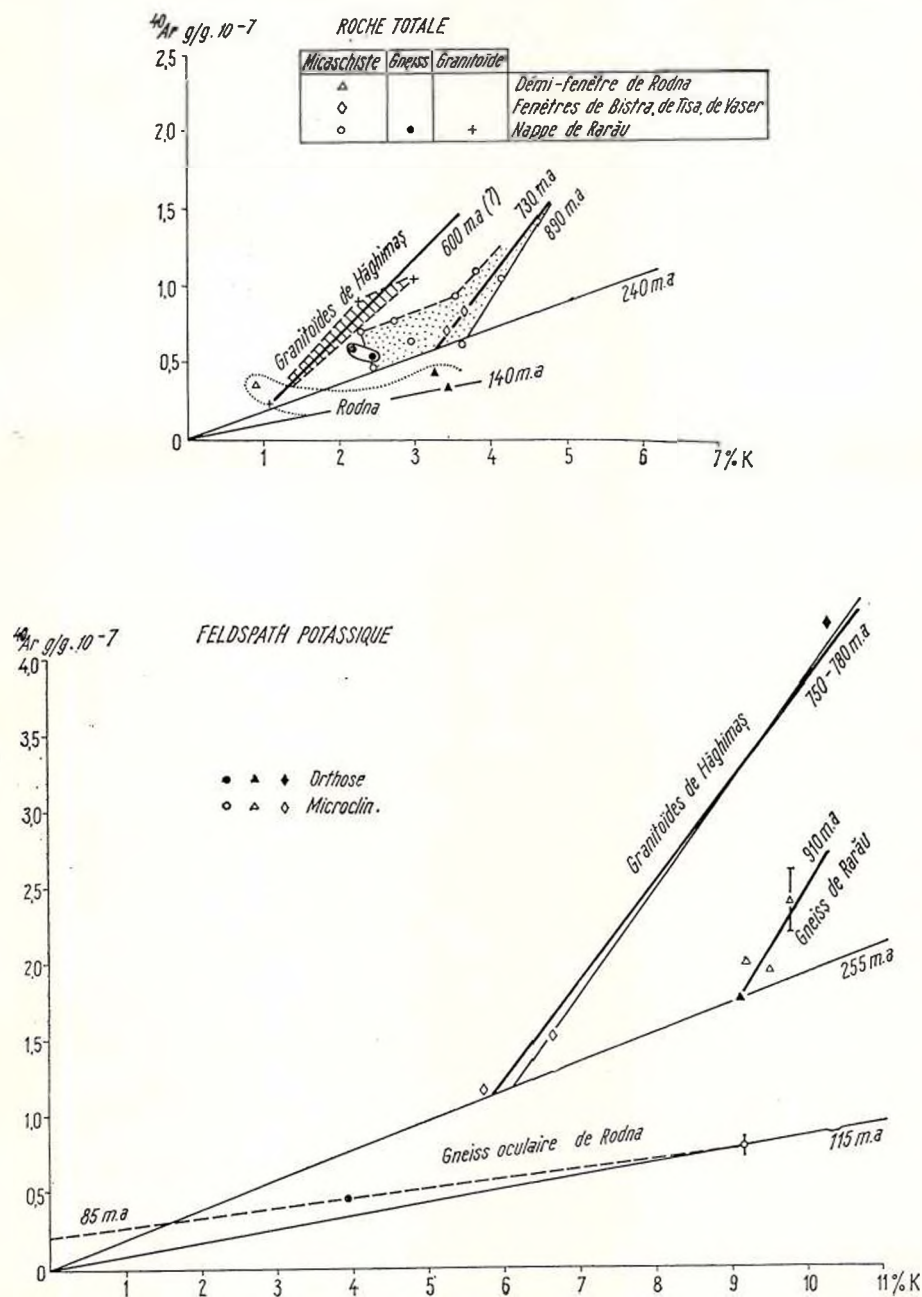 ⁴⁰Ar g/g. 10⁻⁷
ROCHE TOTALE
Micaschiste Gneiss Granitoïde
△ Démi-fenêtre de Rodna
◇ Fenêtres de Bistra, de Tisa, de Vaser
○ ● + Nappe de Rarău
2,5
2,0
1,5
1,0
0,5
0
Granitoïdes de Hăghimaş
600 m.a (?)
730 m.a
890 m.a
240 m.a
140 m.a
Rodna
1 2 3 4 5 6 7 % K
⁴⁰Ar g/g. 10⁻⁷
FELDSPATH POTASSIQUE
● ▲ ♦ Orthose
○ △ ◇ Microclin.
4,0
3,5
3,0
2,5
2,0
1,5
1,0
0,5
0
Granitoïdes de Hăghimaş
750-780 m.a
910 m.a
Gneiss de Rarău
255 m.a
Gneiss oculaire de Rodna
115 m.a
85 m.a
1 2 3 4 5 6 7 8 9 10 11 % K